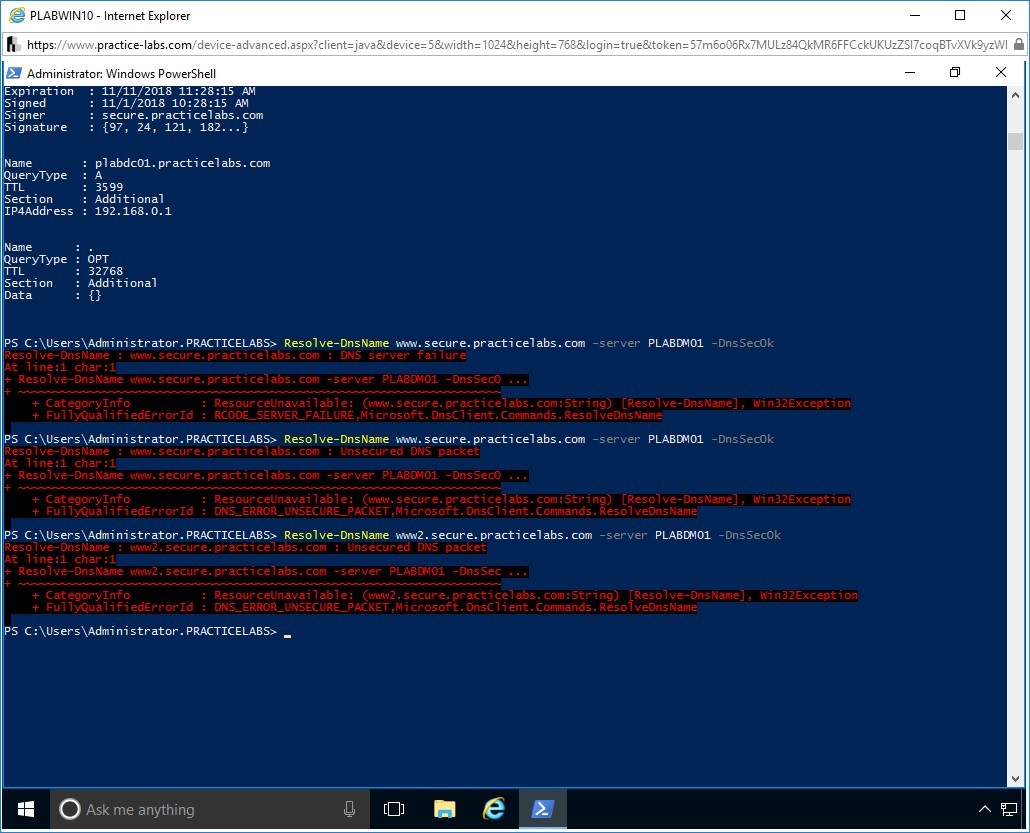 PLABWIN10 - Internet Explorer
https://www.practice-labs.com/device-advanced.aspx?client=java&device=5&width=1024&height=768&login=true&token=57m6o06Rx7MULz84QkMR6FFCckUKUzZSI7coqBTvXVk9yzWl
Administrator: Windows PowerShell
Expiration : 11/11/2018 11:28:15 AM
Signed : 11/1/2018 10:28:15 AM
Signer : secure.practicelabs.com
Signature : {97, 24, 121, 182...}
Name : plabdc01.practicelabs.com
QueryType : A
TTL : 3599
Section : Additional
IP4Address : 192.168.0.1
Name : .
QueryType : OPT
TTL : 32768
Section : Additional
Data : {}
PS C:\Users\Administrator.PRACTICELABS> Resolve-DnsName www.secure.practicelabs.com -server PLABDM01 -DnsSecOk
Resolve-DnsName : www.secure.practicelabs.com : DNS server failure
At line:1 char:1
+ Resolve-DnsName www.secure.practicelabs.com -server PLABDM01 -DnsSecO ...
+ ~~~~~~~~~~~~~~~~~~~~~~~~~~~~~~~~~~~~~~~~~~~~~~~~~~~~~~~~~~~~~~~~~~~~~
+ CategoryInfo : ResourceUnavailable: (www.secure.practicelabs.com:String) [Resolve-DnsName], Win32Exception
+ FullyQualifiedErrorId : RCODE_SERVER_FAILURE,Microsoft.DnsClient.Commands.ResolveDnsName
PS C:\Users\Administrator.PRACTICELABS> Resolve-DnsName www.secure.practicelabs.com -server PLABDM01 -DnsSecOk
Resolve-DnsName : www.secure.practicelabs.com : Unsecured DNS packet
At line:1 char:1
+ Resolve-DnsName www.secure.practicelabs.com -server PLABDM01 -DnsSecO ...
+ ~~~~~~~~~~~~~~~~~~~~~~~~~~~~~~~~~~~~~~~~~~~~~~~~~~~~~~~~~~~~~~~~~~~~~
+ CategoryInfo : ResourceUnavailable: (www.secure.practicelabs.com:String) [Resolve-DnsName], Win32Exception
+ FullyQualifiedErrorId : DNS_ERROR_UNSECURE_PACKET,Microsoft.DnsClient.Commands.ResolveDnsName
PS C:\Users\Administrator.PRACTICELABS> Resolve-DnsName www2.secure.practicelabs.com -server PLABDM01 -DnsSecOk
Resolve-DnsName : www2.secure.practicelabs.com : Unsecured DNS packet
At line:1 char:1
+ Resolve-DnsName www2.secure.practicelabs.com -server PLABDM01 -DnsSec ...
+ ~~~~~~~~~~~~~~~~~~~~~~~~~~~~~~~~~~~~~~~~~~~~~~~~~~~~~~~~~~~~~~~~~~~~~
+ CategoryInfo : ResourceUnavailable: (www2.secure.practicelabs.com:String) [Resolve-DnsName], Win32Exception
+ FullyQualifiedErrorId : DNS_ERROR_UNSECURE_PACKET,Microsoft.DnsClient.Commands.ResolveDnsName
PS C:\Users\Administrator.PRACTICELABS> _
Ask me anything